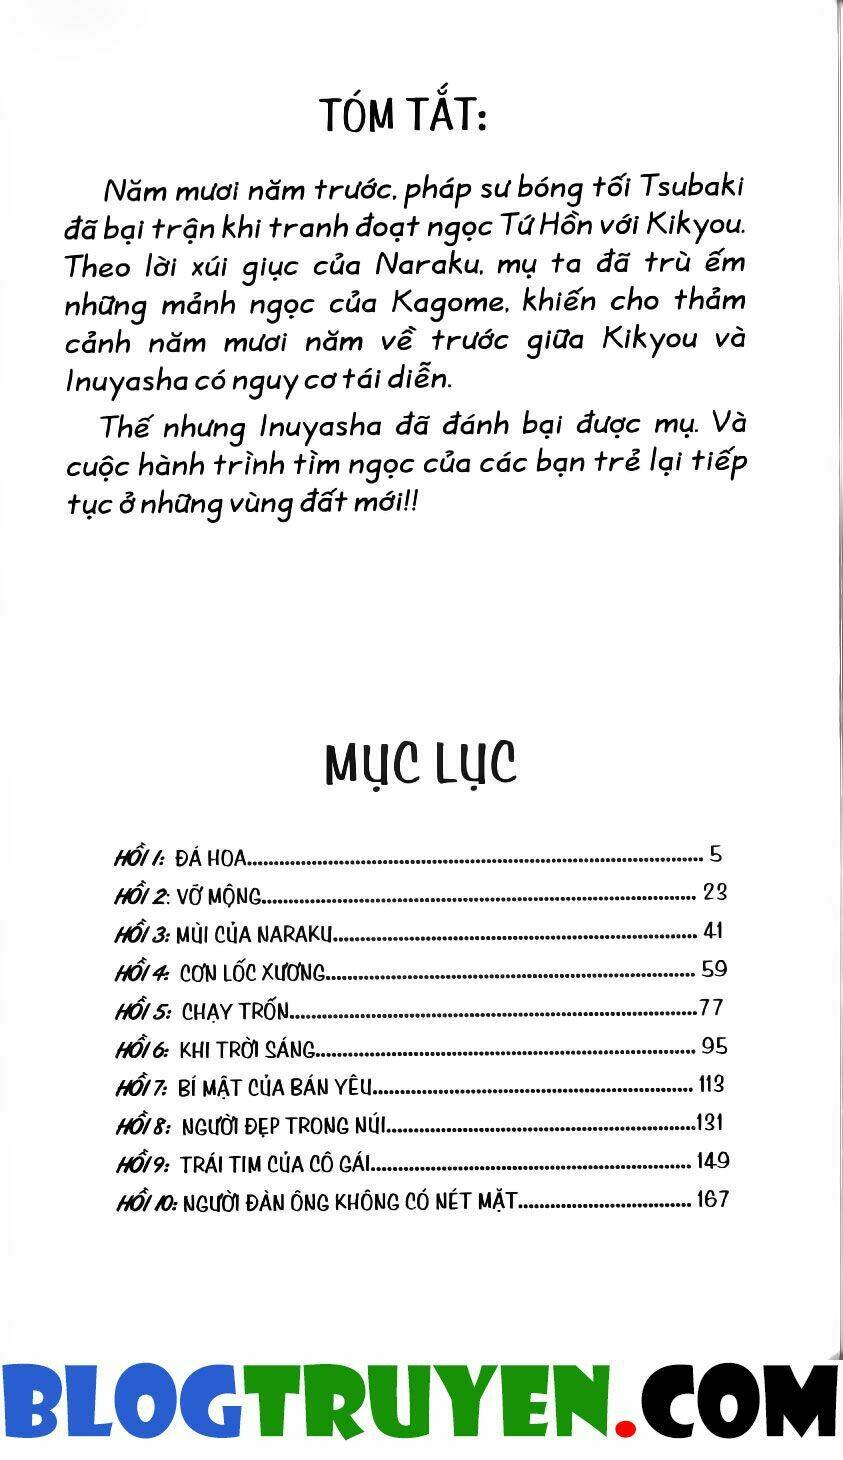 TÓM TẮT:
Năm mươi năm trước, pháp sư bóng tối Tsubaki
đã bại trận khi tranh đoạt ngọc Tứ Hồn với Kikyou.
Theo lời xúi giục của Naraku, mụ ta đã trù ếm
những mảnh ngọc của Kagome, khiến cho thảm
cảnh năm mươi năm về trước giữa Kikyou và
Inuyasha có nguy cơ tái diễn.
Thế nhưng Inuyasha đã đánh bại được mụ. Và
cuộc hành trình tìm ngọc của các bạn trẻ lại tiếp
tục ở những vùng đất mới!!
MỤC LỤC
HỒI 1: ĐÁ HOA........................................ 5
HỒI 2: VỠ MỘNG........................................ 23
HỒI 3: MÙI CỦA NARAKU........................................ 41
HỒI 4: CƠN LỐC XƯƠNG........................................ 59
HỒI 5: CHẠY TRỐN........................................77
HỒI 6: KHI TRỜI SÁNG........................................ 95
HỒI 7: BÍ MẬT CỦA BÁN YÊU........................................ 113
HỒI 8: NGƯỜI ĐẸP TRONG NÚI........................................131
HỒI 9: TRÁI TIM CỦA CÔ GÁI........................................ 149
HỒI 10: NGƯỜI ĐÀN ÔNG KHÔNG CÓ NÉT MẶT................................ 167
BLOGTRUYEN.COM